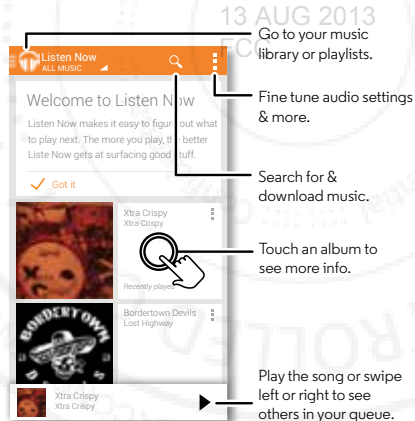 13 AUG 2013
FCC
Listen Now
ALL MUSIC
Go to your music
library or playlists.
Fine tune audio settings
& more.
Welcome to Listen Now
Listen Now makes it easy to figure out what
to play next. The more you play, the better
Liste Now gets at surfacing good stuff.
Got it
Search for &
download music.
Xtra Crispy
Xtra Crispy
Recently played
Touch an album to
see more info.
BORDERTOWN
Bordertown Devils
Lost Highway
Xtra Crispy
Xtra Crispy
Play the song or swipe
left or right to see
others in your queue.